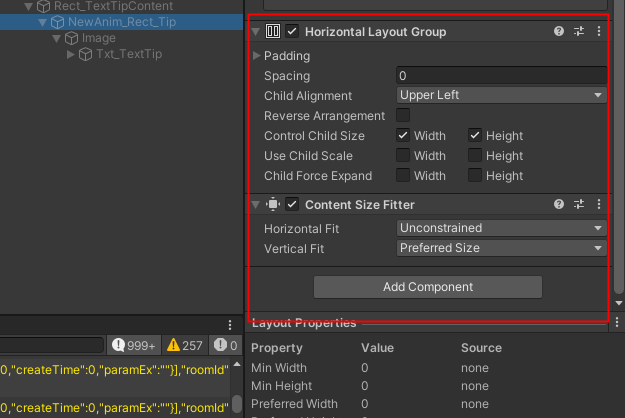 Rect_TextTipContent
NewAnim_Rect_Tip
Image
Txt_TextTip
Horizontal Layout Group
Padding
Spacing 0
Child Alignment Upper Left
Reverse Arrangement
Control Child Size Width Height
Use Child Scale Width Height
Child Force Expand Width Height
Content Size Fitter
Horizontal Fit Unconstrained
Vertical Fit Preferred Size
Add Component
999+ 257 0
0,"createTime":0,"paramEx":""}],"roomId"
0,"createTime":0,"paramEx":""}],"roomId"
Layout Properties
Property Value Source
Min Width 0 none
Min Height 0 none
Preferred Width 0 none